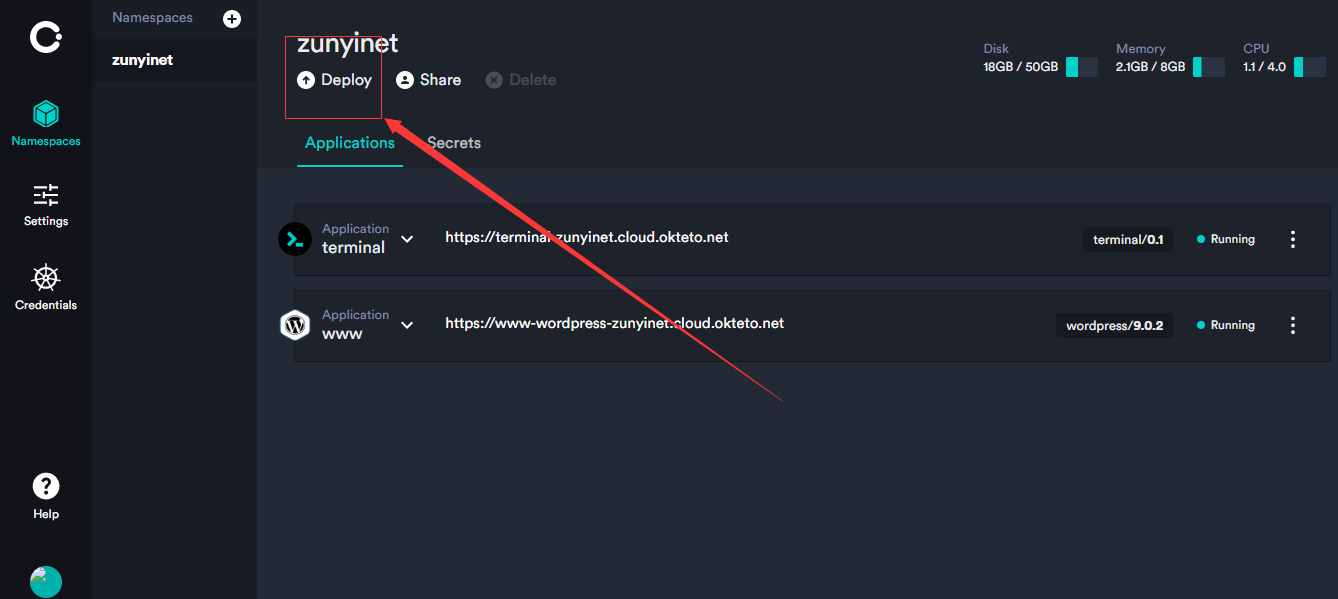 Namespaces
zunyinet
Namespaces
Settings
Credentials
Help
zunyinet
Deploy Share Delete
Disk
18GB / 50GB
Memory
2.1GB / 8GB
CPU
1.1 / 4.0
Applications Secrets
Application
terminal
https://terminal-zunyinet.cloud.okteto.net
terminal/0.1
Running
Application
www
https://www-wordpress-zunyinet.cloud.okteto.net
wordpress/9.0.2
Running